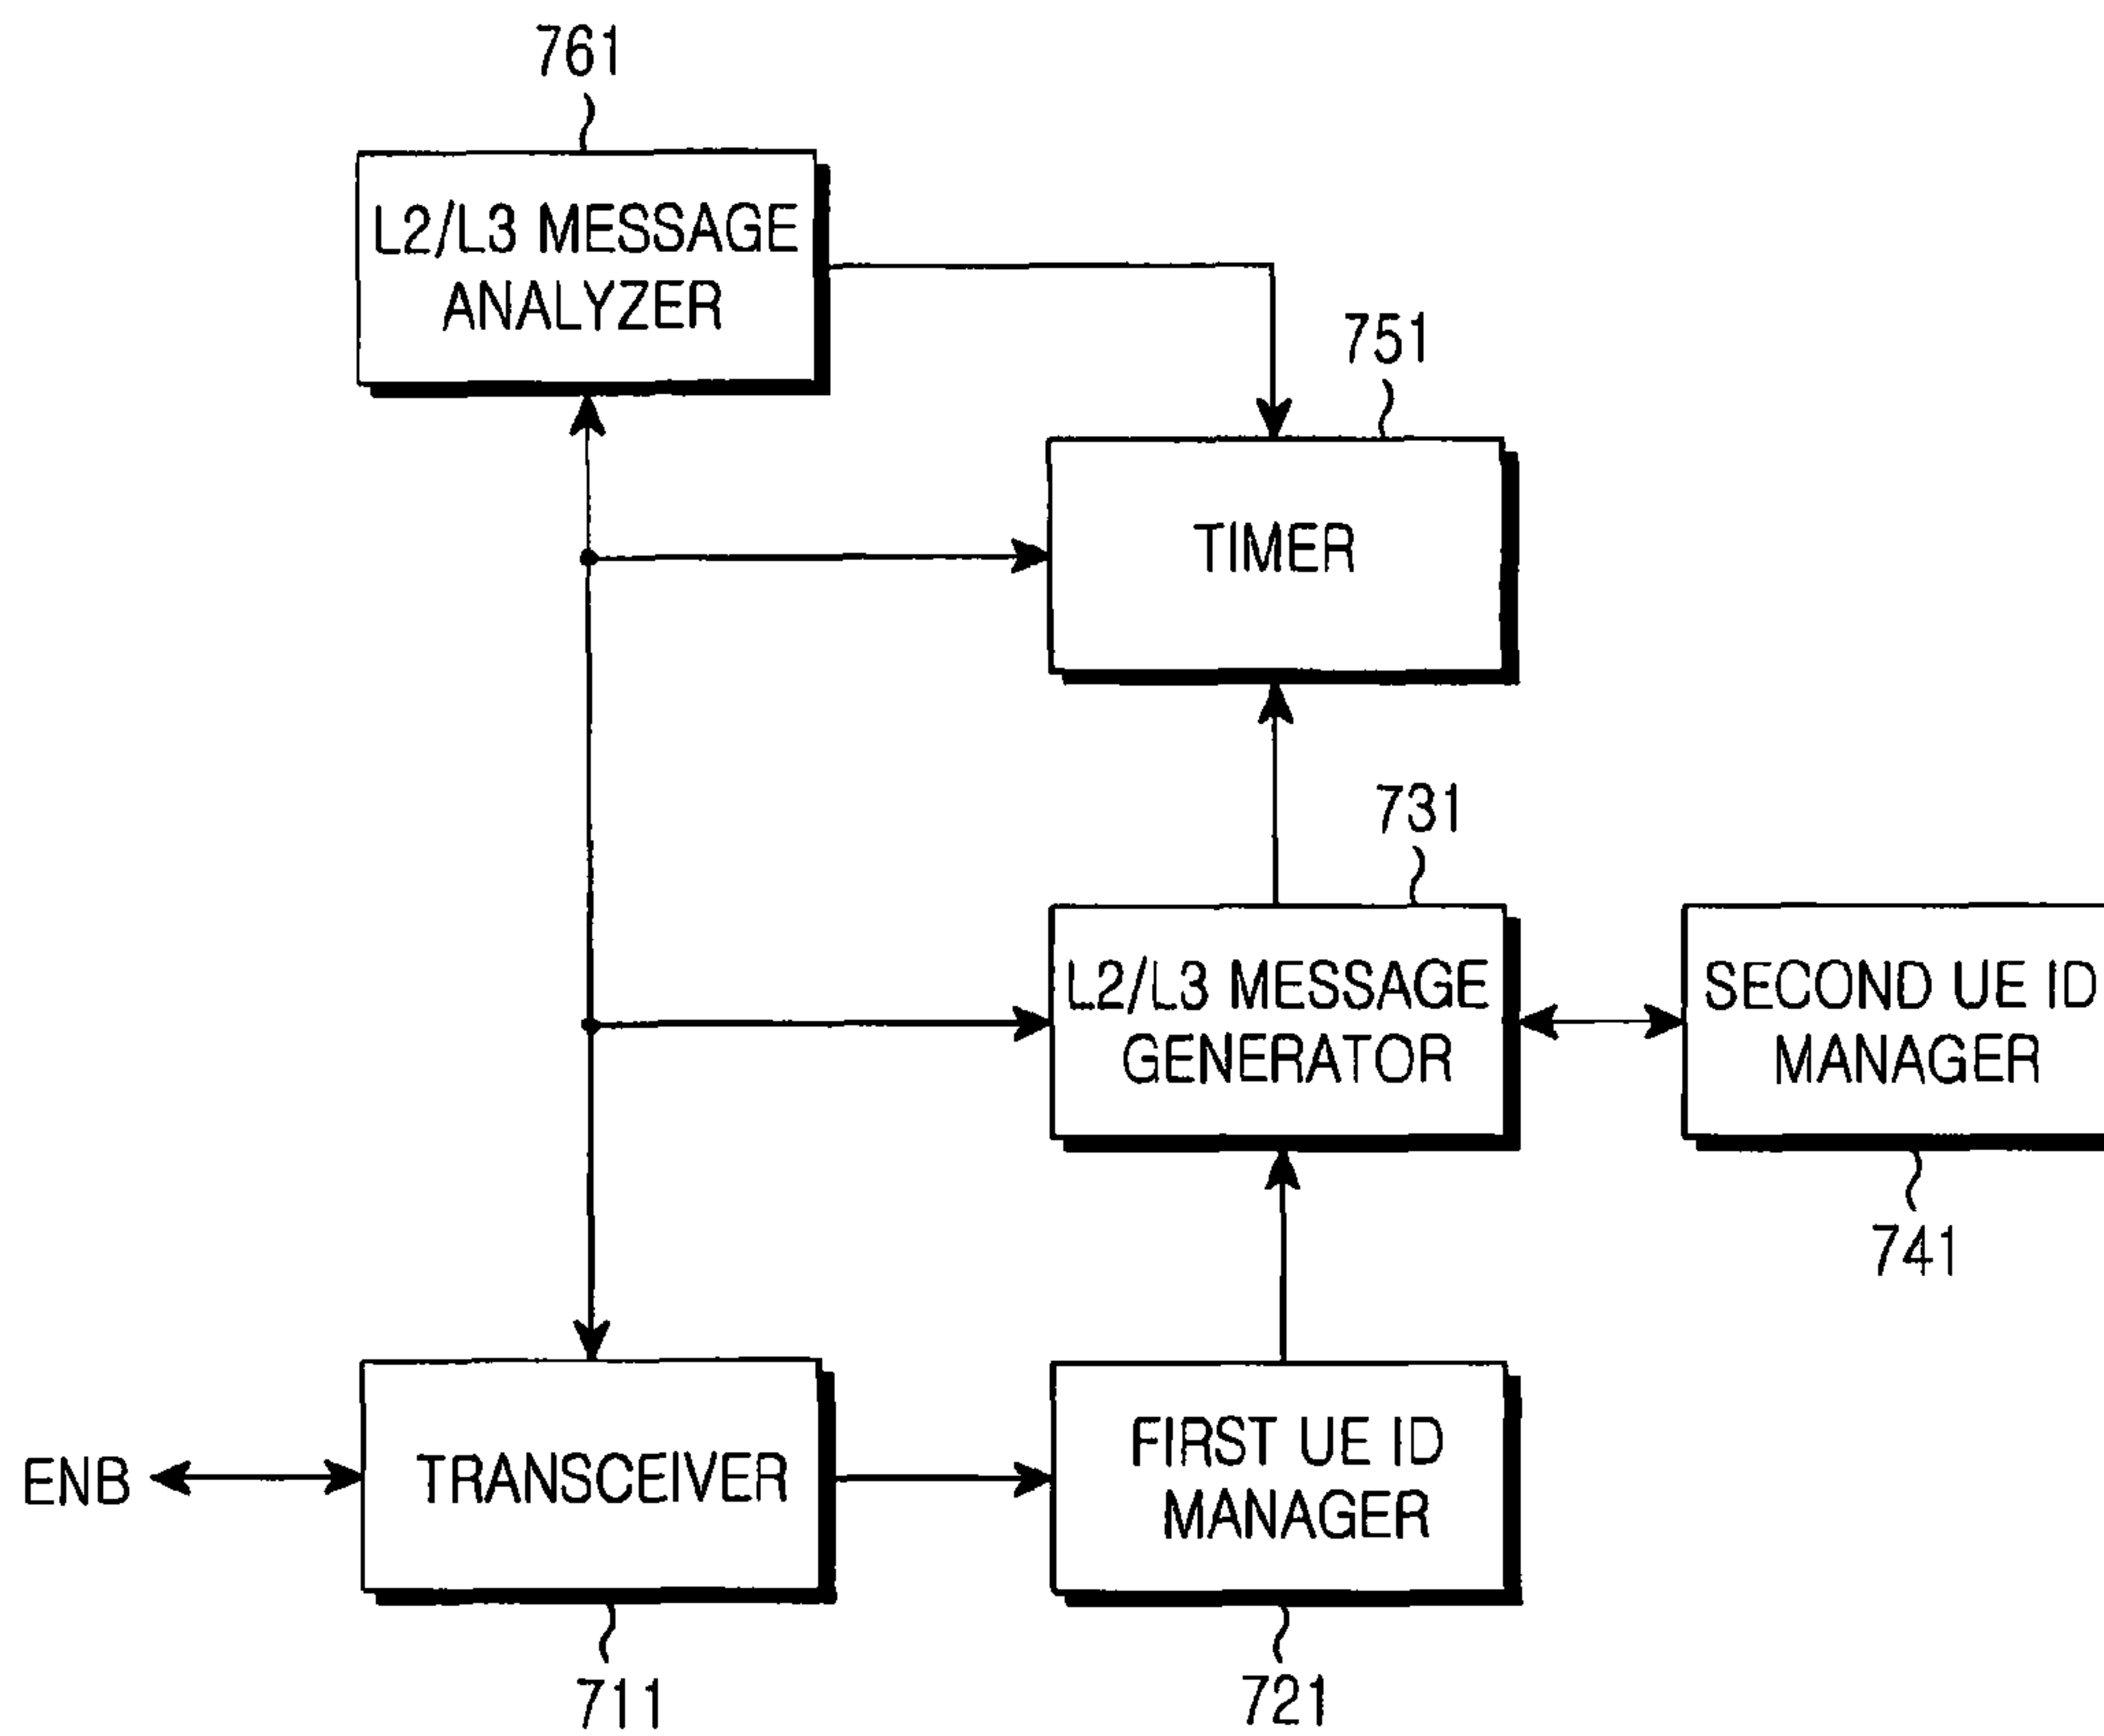 761
L2/L3 MESSAGE
ANALYZER
751
TIMER
731
L2/L3 MESSAGE
GENERATOR
SECOND UE ID
MANAGER
741
ENB
TRANSCEIVER
FIRST UE ID
MANAGER
711
721